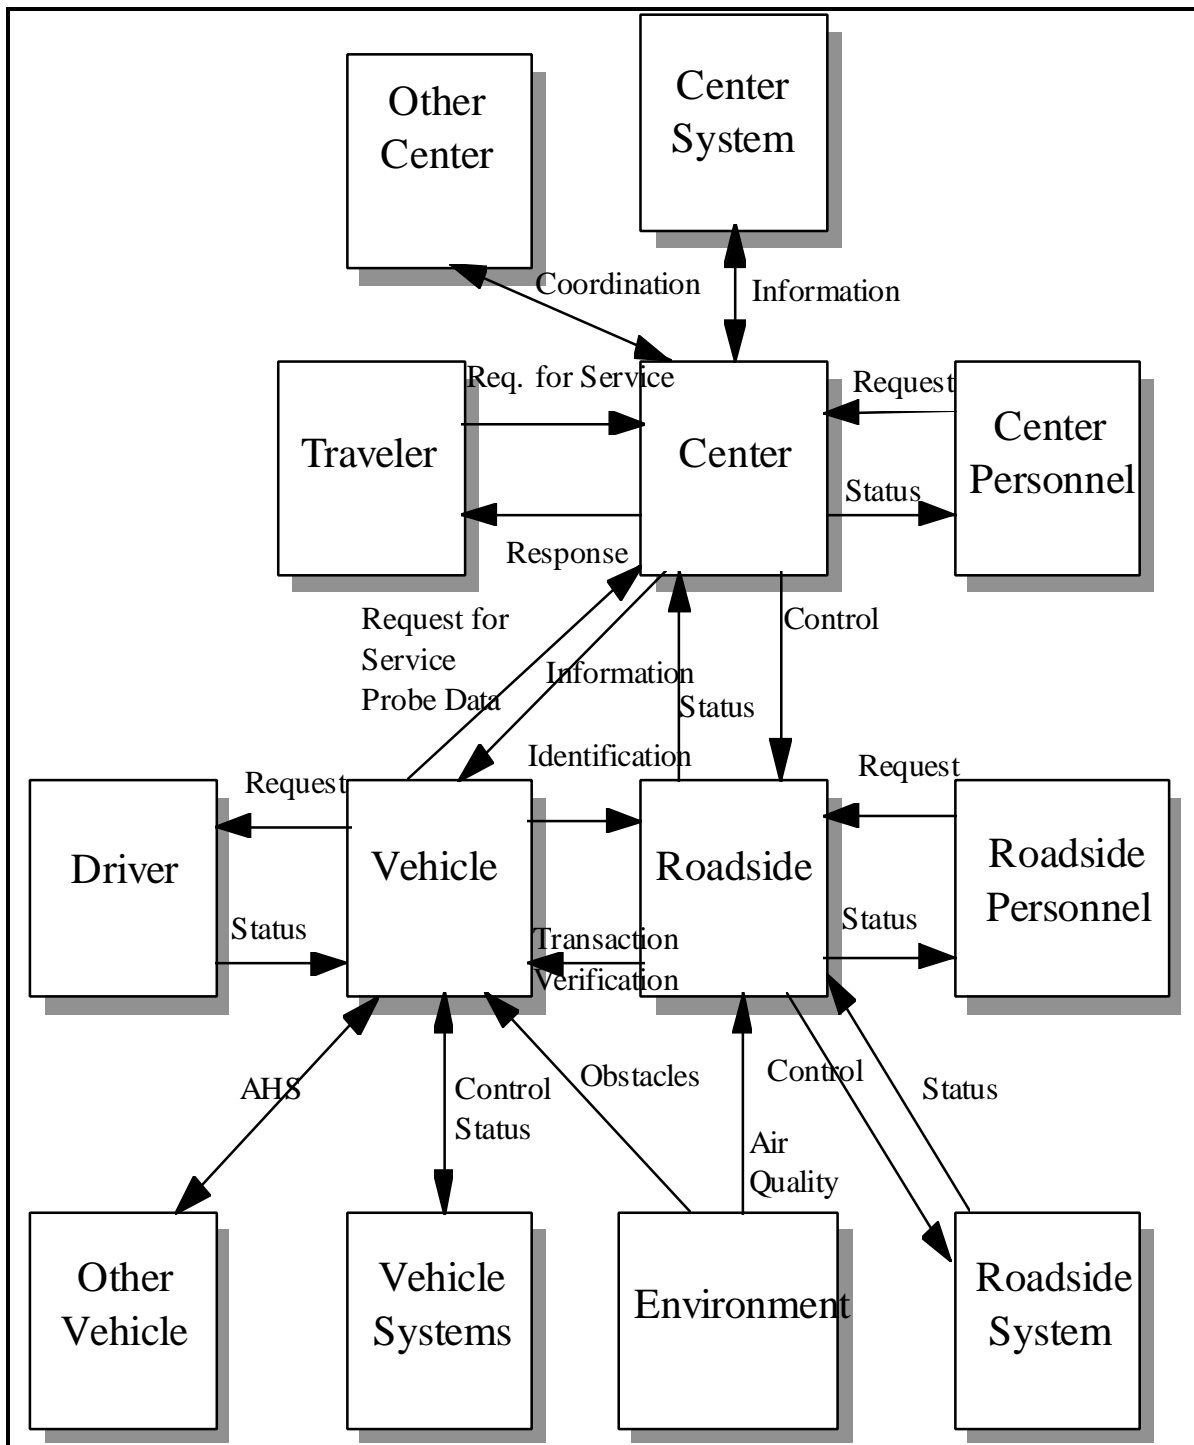 Other
Center
Center
System
Coordination
Information
Traveler
Req. for Service
Center
Request
Center
Personnel
Status
Response
Request for
Service
Probe Data
Information
Status
Control
Identification
Driver
Request
Status
Vehicle
Transaction
Verification
Roadside
Request
Status
Roadside
Personnel
AHS
Control
Status
Obstacles
Air
Quality
Control
Status
Other
Vehicle
Vehicle
Systems
Environment
Roadside
System